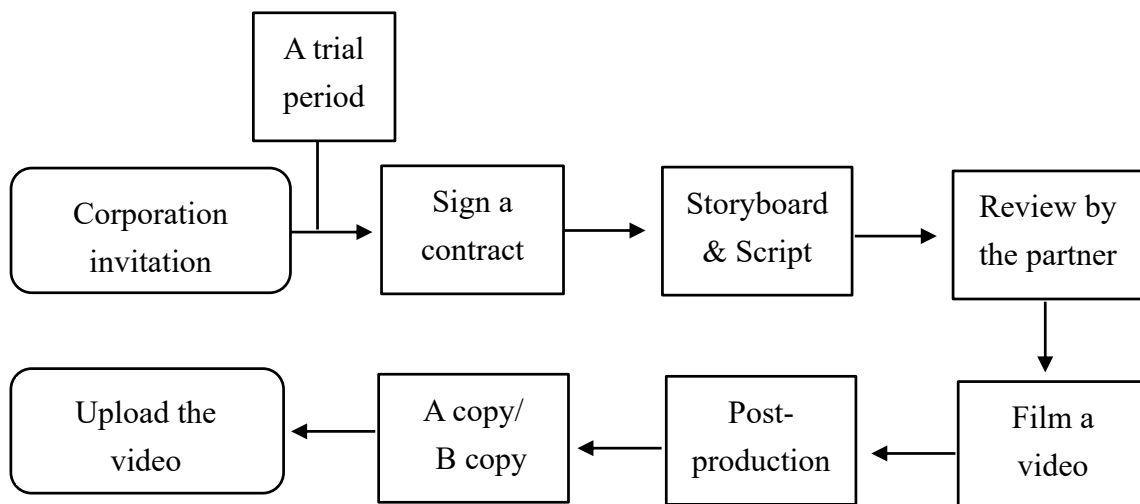 A trial
period
Corporation
invitation
Sign a
contract
Storyboard
& Script
Review by
the partner
Film a
video
Post-
production
A copy/
B copy
Upload the
video